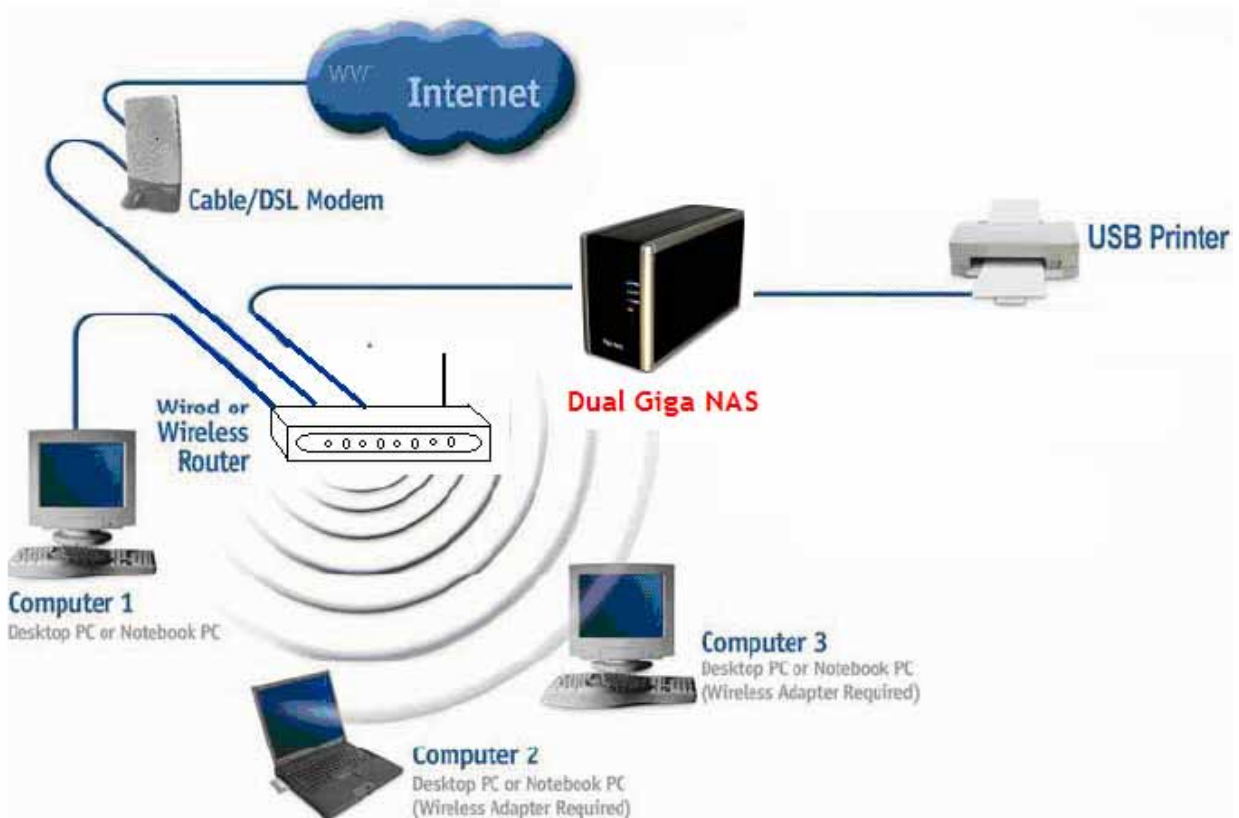 Internet
Cable/DSL Modem
USB Printer
Dual Giga NAS
Wired or
Wireless
Router
Computer 1
Desktop PC or Notebook PC
Computer 3
Desktop PC or Notebook PC
(Wireless Adapter Required)
Computer 2
Desktop PC or Notebook PC
(Wireless Adapter Required)